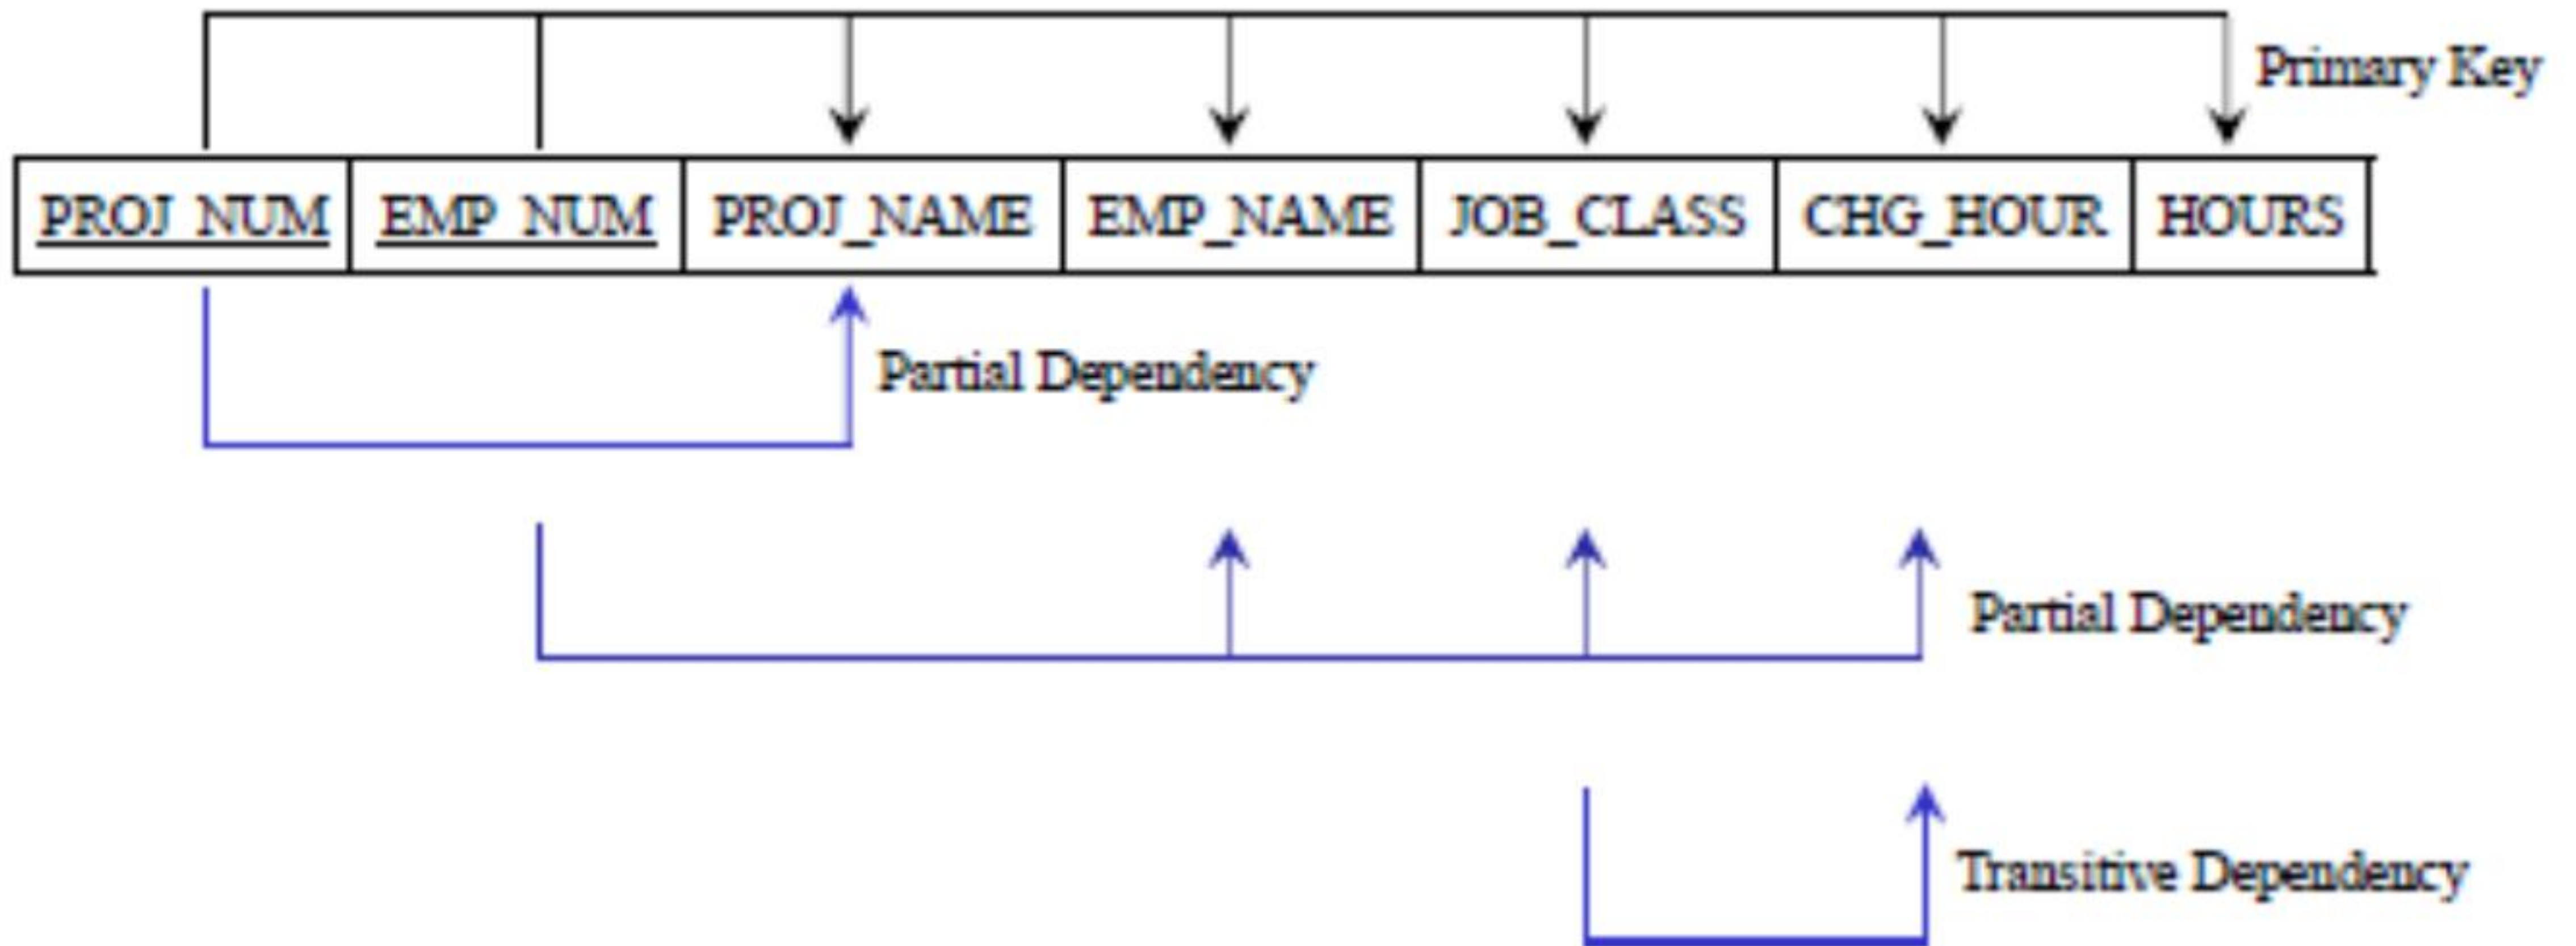 Primary Key
PROJ_NUM EMP_NUM PROJ_NAME EMP_NAME JOB_CLASS CHG_HOUR HOURS
Partial Dependency
Partial Dependency
Transitive Dependency